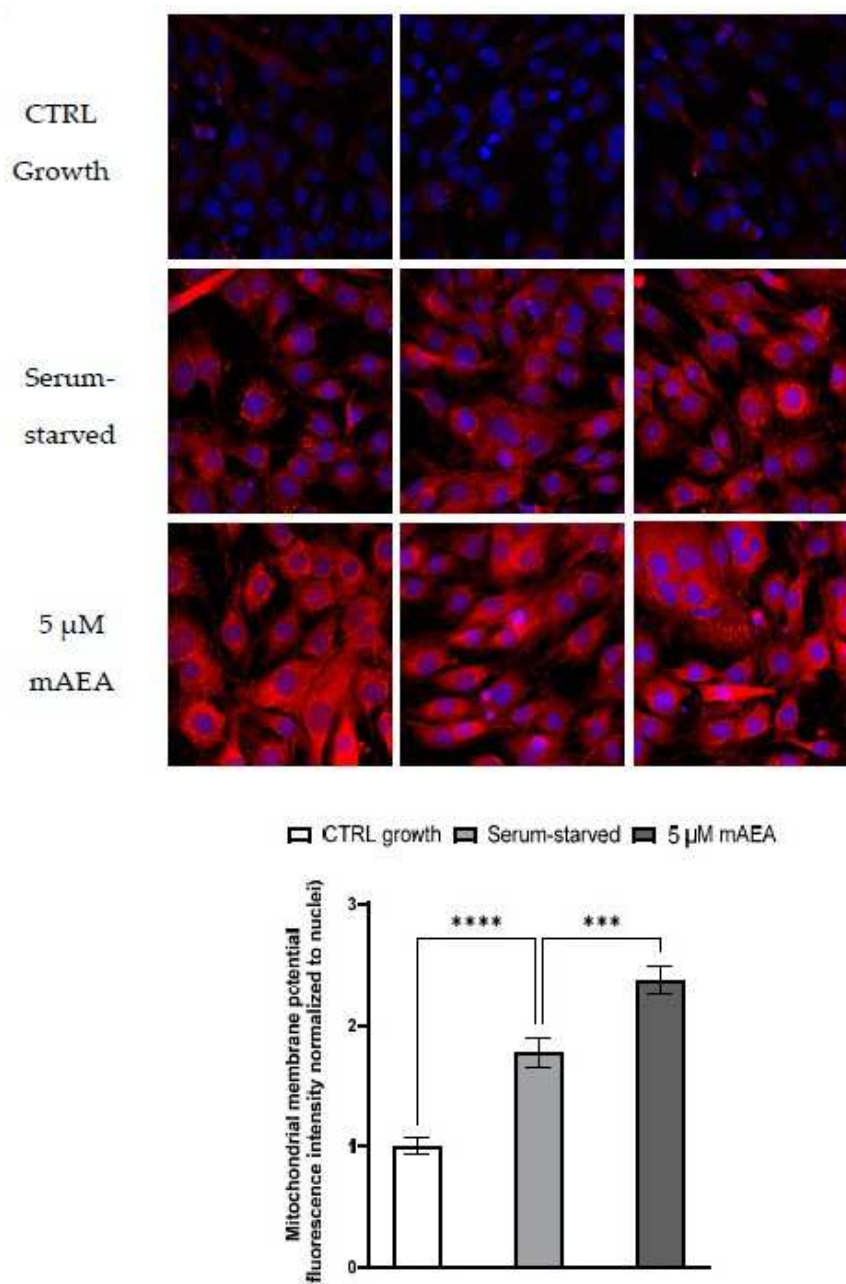 CTRL
Growth
Serum-
starved
5 µM
mAEA
CTRL growth Serum-starved 5 µM mAEA
Mitochondrial membrane potential
fluorescence intensity normalized to nuclei)
3
2
1
0
**** ***